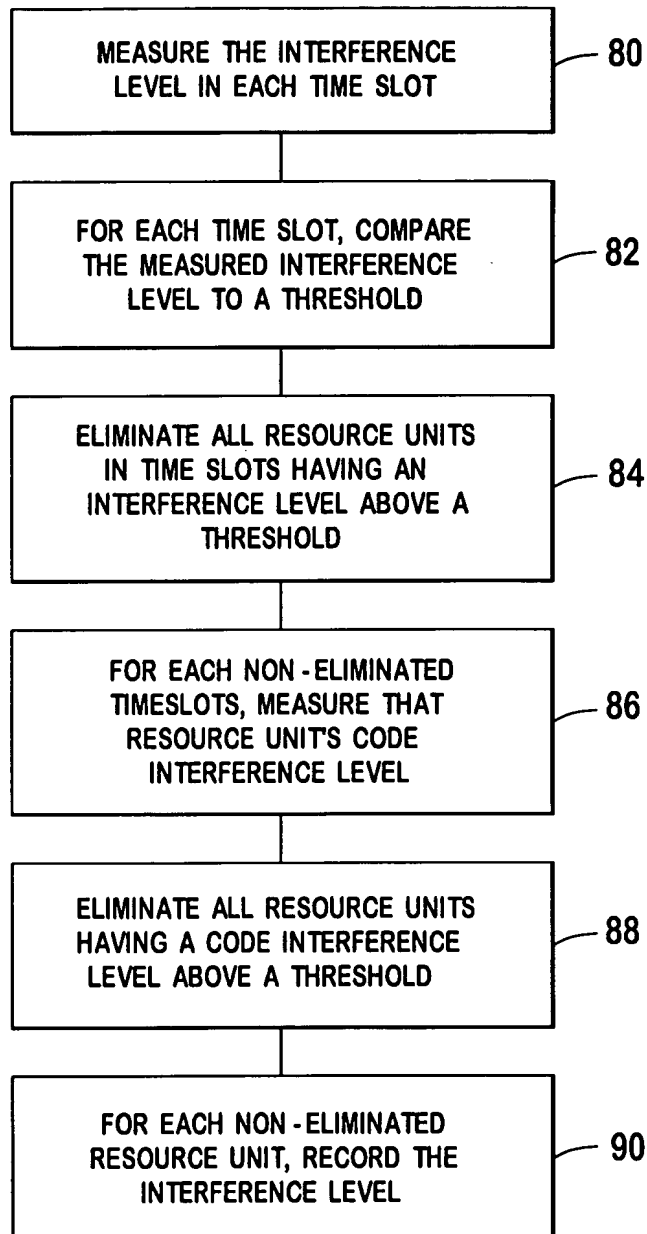 MEASURE THE INTERFERENCE
LEVEL IN EACH TIME SLOT
80
FOR EACH TIME SLOT, COMPARE
THE MEASURED INTERFERENCE
LEVEL TO A THRESHOLD
82
ELIMINATE ALL RESOURCE UNITS
IN TIME SLOTS HAVING AN
INTERFERENCE LEVEL ABOVE A
THRESHOLD
84
FOR EACH NON-ELIMINATED
TIMESLOTS, MEASURE THAT
RESOURCE UNIT'S CODE
INTERFERENCE LEVEL
86
ELIMINATE ALL RESOURCE UNITS
HAVING A CODE INTERFERENCE
LEVEL ABOVE A THRESHOLD
88
FOR EACH NON-ELIMINATED
RESOURCE UNIT, RECORD THE
INTERFERENCE LEVEL
90